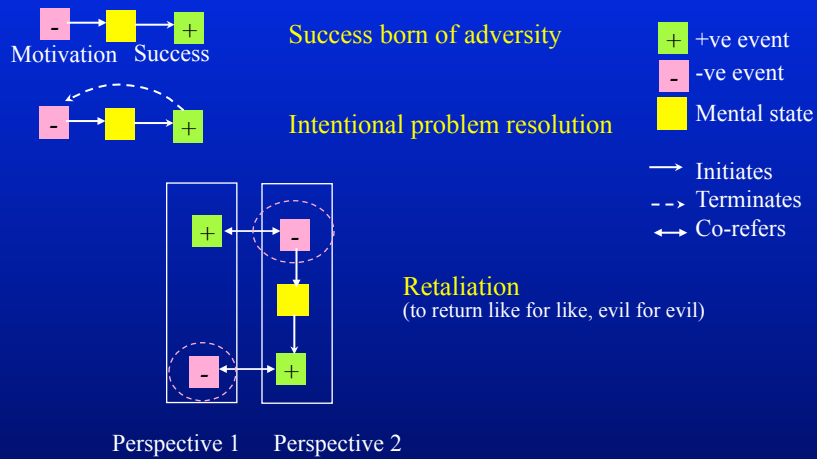 - +
Motivation Success
Success born of adversity
- +
Intentional problem resolution
+ +ve event
- -ve event
Mental state
Initiates
Terminates
Co-refers
+ -
- +
Retaliation
(to return like for like, evil for evil)
Perspective 1 Perspective 2